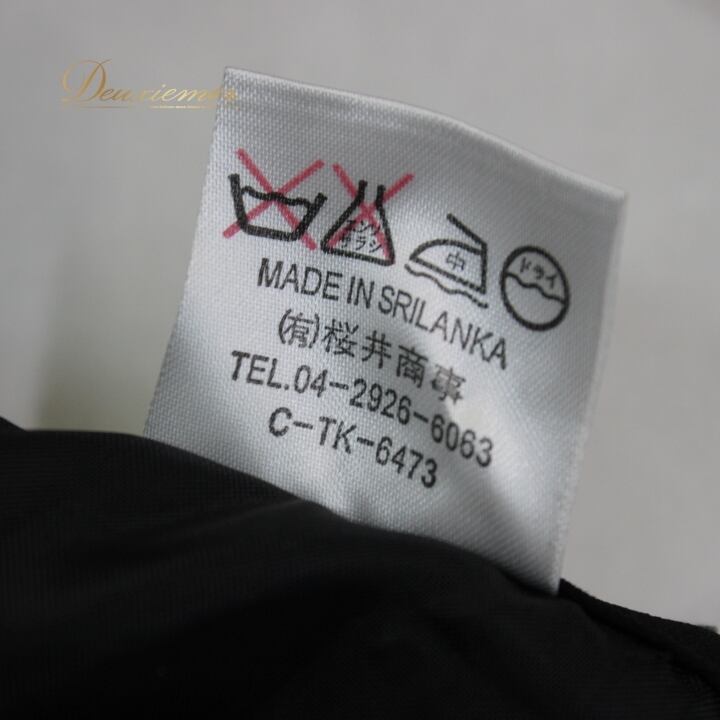 Deuxiemes
エンソ
サラシ
中
ドライ
MADE IN SRILANKA
(有)桜井商事
TEL.04-2926-6063
C-TK-6473